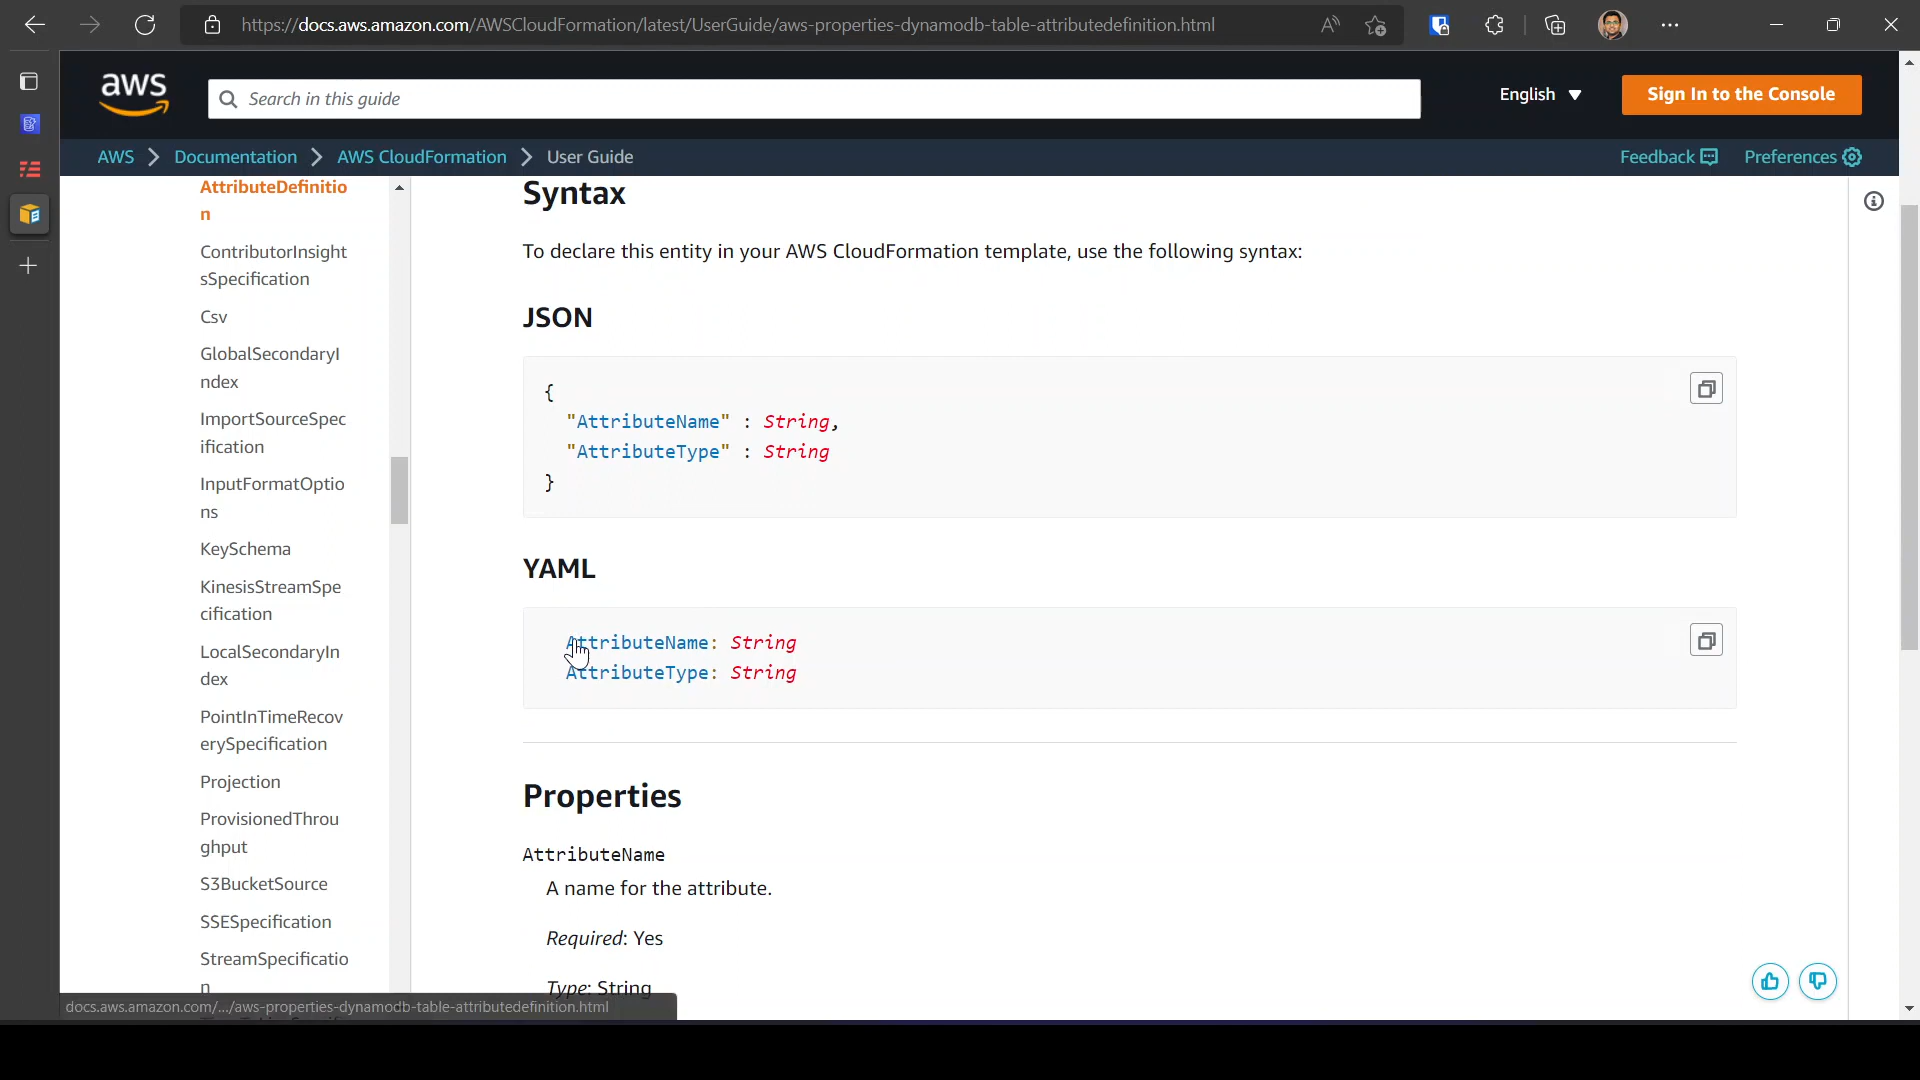 https://docs.aws.amazon.com/AWSCloudFormation/latest/UserGuide/aws-properties-dynamodb-table-attributedefinition.html
aws
Search in this guide
English
Sign In to the Console
AWS
Documentation
AWS CloudFormation
User Guide
Feedback
Preferences
AttributeDefinitio
n
ContributorInsight
sSpecification
Csv
GlobalSecondaryI
ndex
ImportSourceSpec
ification
InputFormatOptio
ns
KeySchema
KinesisStreamSpe
cification
LocalSecondaryIn
dex
PointInTimeRecov
erySpecification
Projection
ProvisionedThrou
ghput
S3BucketSource
SSESpecification
StreamSpecificatio
n
Syntax
To declare this entity in your AWS CloudFormation template, use the following syntax:
JSON
{
"AttributeName" : String,
"AttributeType" : String
}
YAML
AttributeName: String
AttributeType: String
Properties
AttributeName
A name for the attribute.
Required: Yes
Type: String
docs.aws.amazon.com/.../aws-properties-dynamodb-table-attributedefinition.html